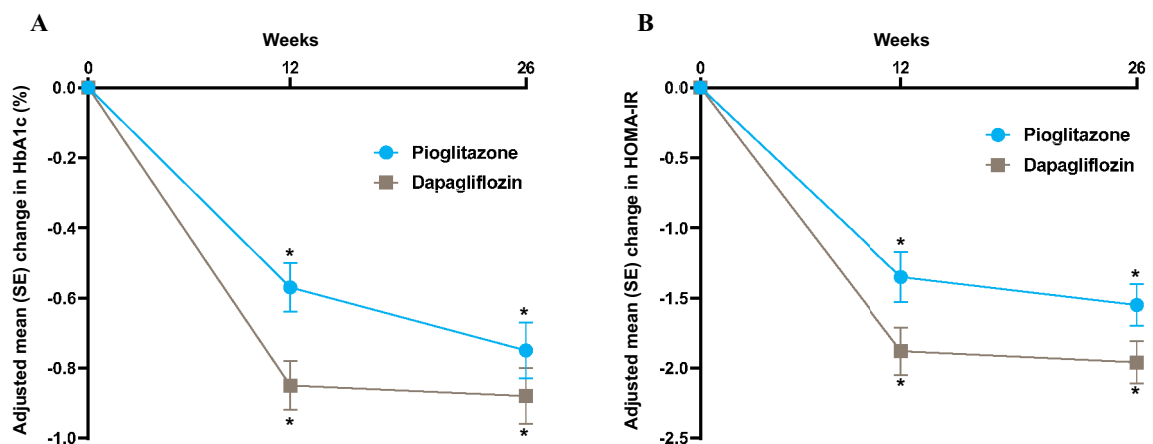 A
Weeks
0 12 26
0.0
-0.2
-0.4
-0.6
-0.8
-1.0
Adjusted mean (SE) change in HbA1c (%)
Pioglitazone
Dapagliflozin
*
*
*
*
B
Weeks
0 12 26
0.0
-0.5
-1.0
-1.5
-2.0
-2.5
Adjusted mean (SE) change in HOMA-IR
Pioglitazone
Dapagliflozin
*
*
*
*